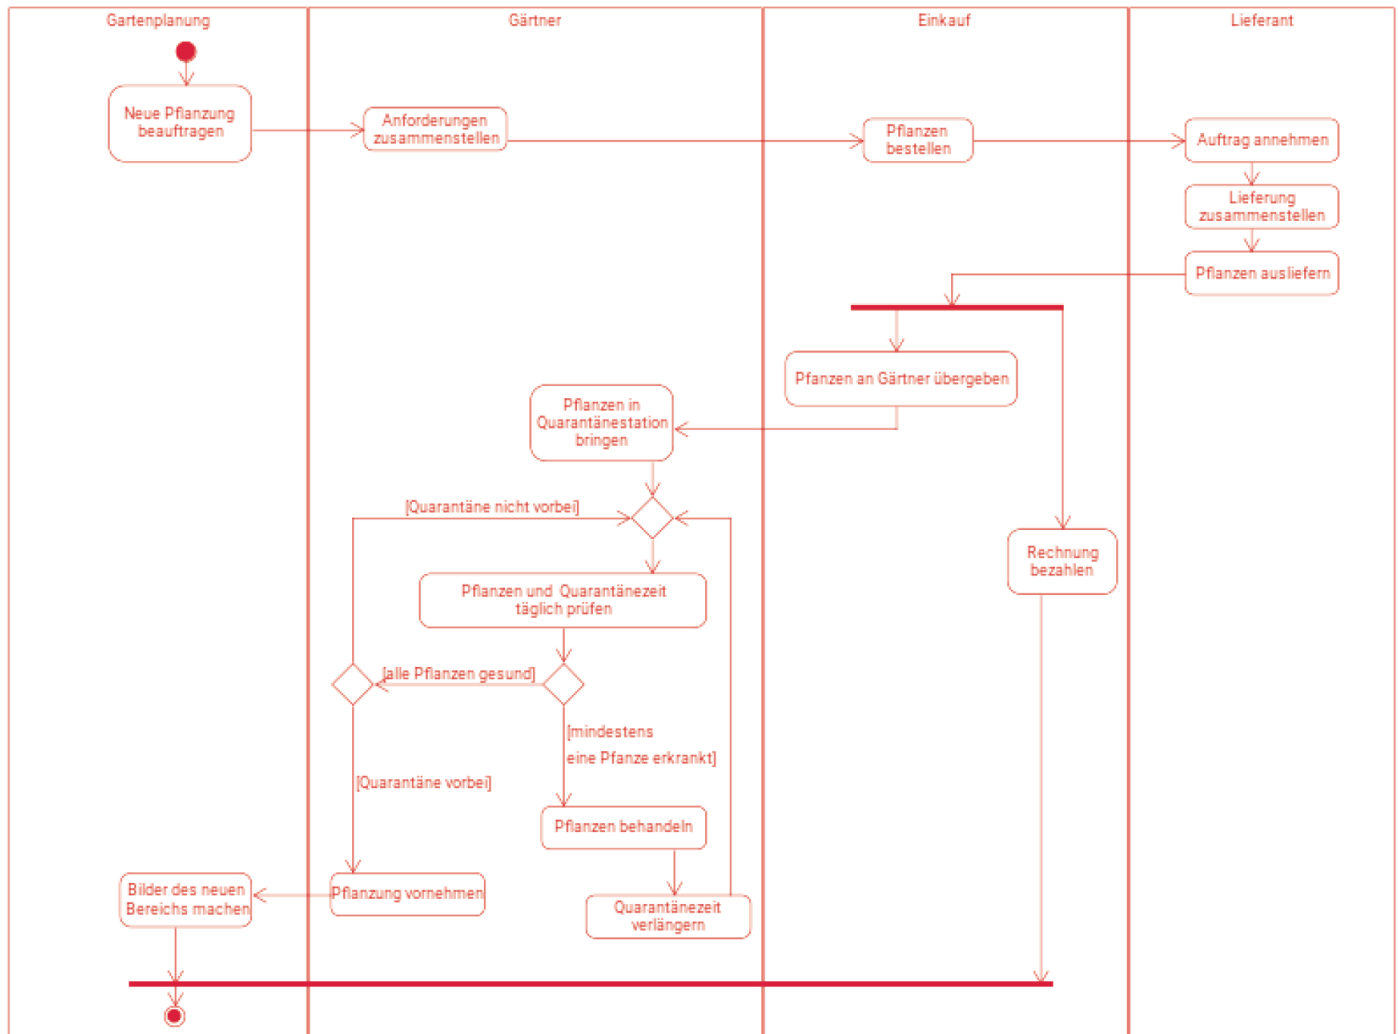 Gartenplanung
Gärtner
Einkauf
Lieferant
Neue Pflanzung
beauftragen
Anforderungen
zusammenstellen
Pflanzen
bestellen
Auftrag annehmen
Lieferung
zusammenstellen
Pflanzen ausliefern
Pfanzen an Gärtner übergeben
Pflanzen in
Quarantänestation
bringen
[Quarantäne nicht vorbei]
Rechnung
bezahlen
Pflanzen und Quarantänezeit
täglich prüfen
[alle Pflanzen gesund]
[mindestens
eine Pfanze erkrankt]
[Quarantäne vorbei]
Pflanzen behandeln
Bilder des neuen
Bereichs machen
Pflanzung vornehmen
Quarantänezeit
verlängern